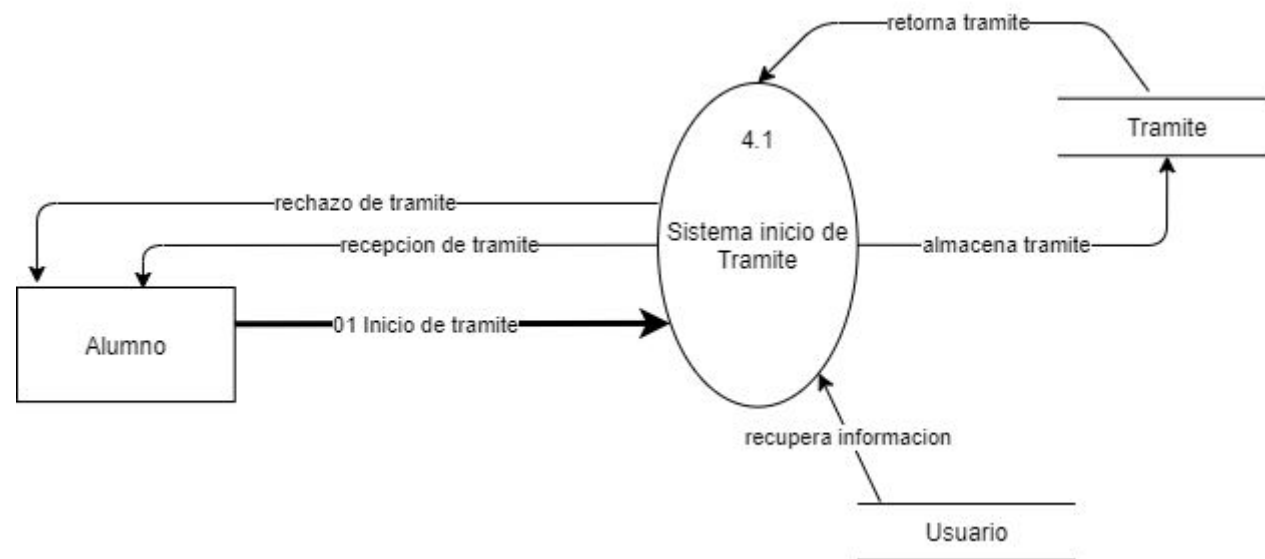 retorna tramite
4.1
Tramite
rechazo de tramite
Sistema inicio de
Tramite
recepcion de tramite
almacena tramite
01 Inicio de tramite
Alumno
recupera informacion
Usuario